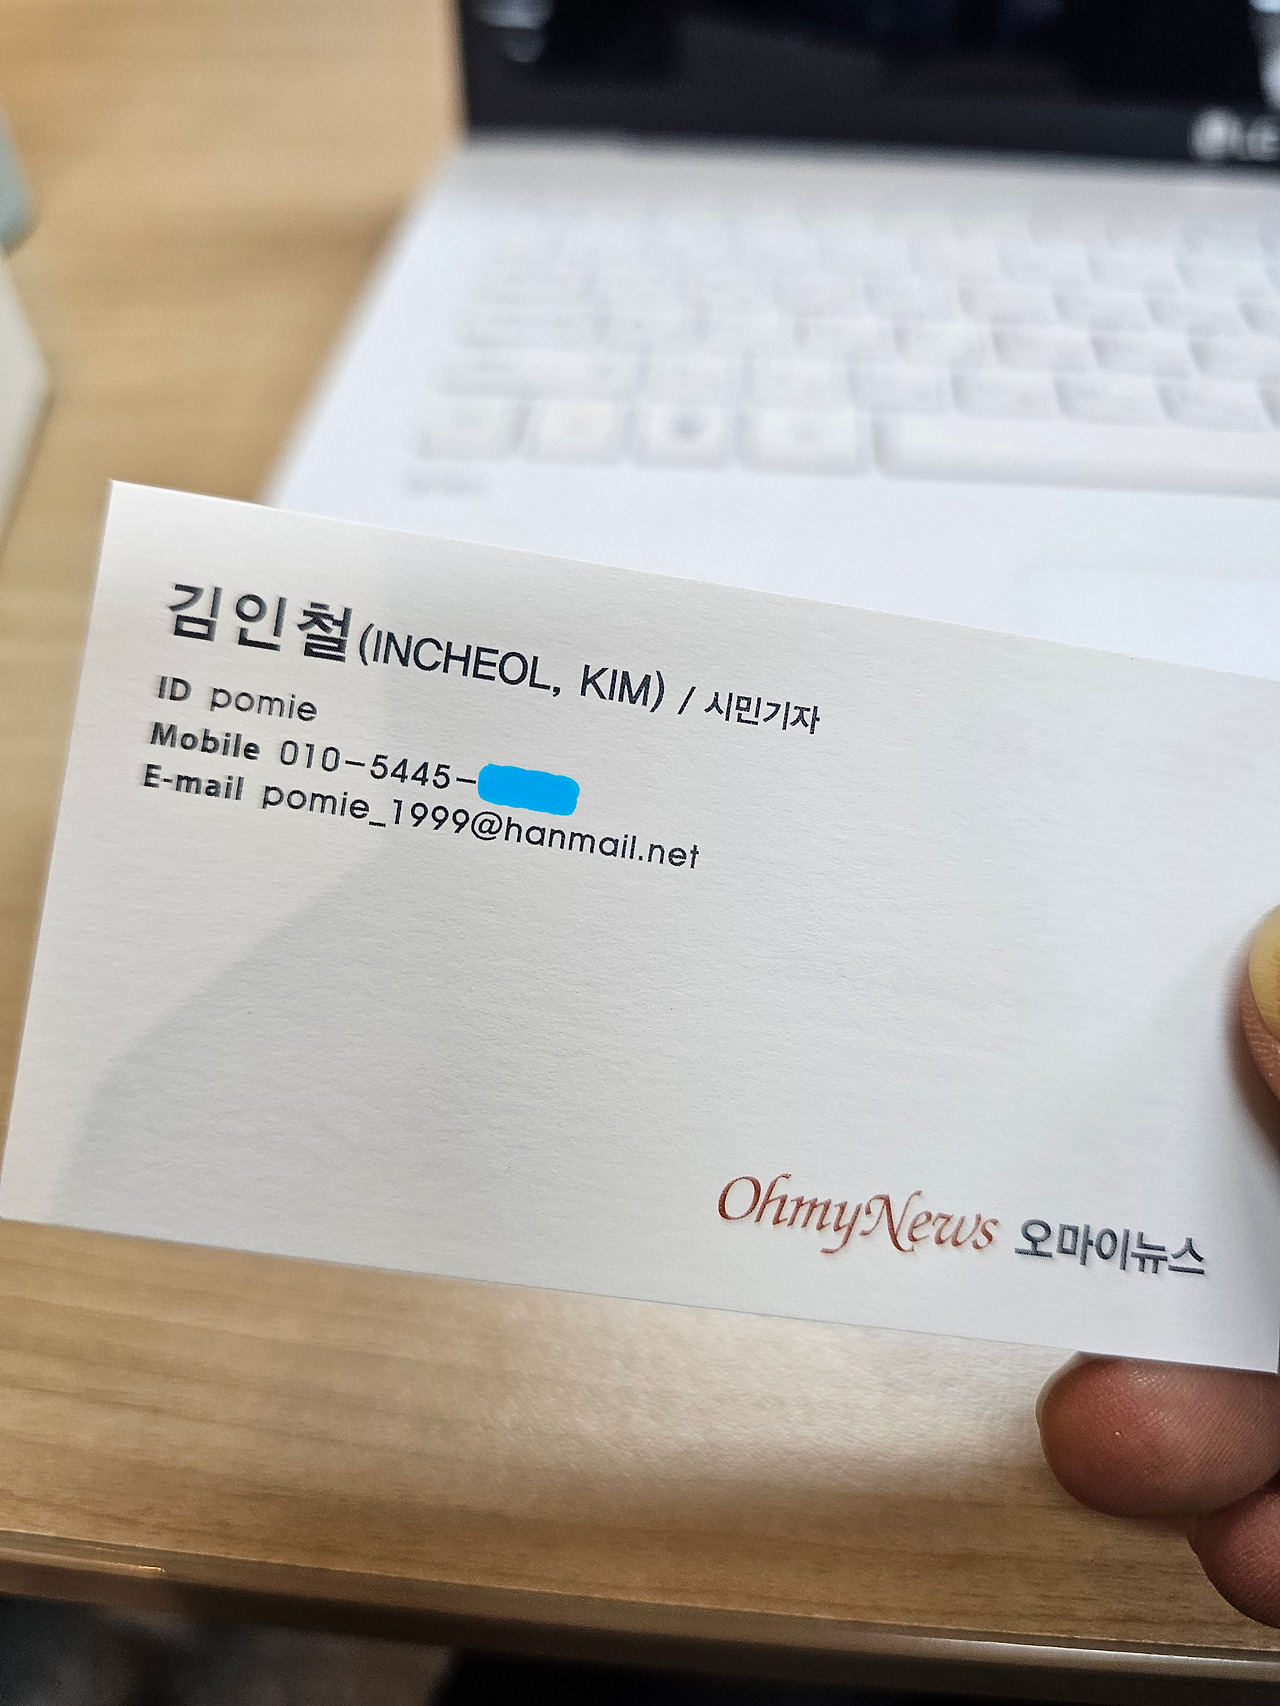 김인철(INCHEOL, KIM) / 시민기자
ID pomie
Mobile 010-5445-
E-mail pomie_1999@hanmail.net
OhmyNews 오마이뉴스